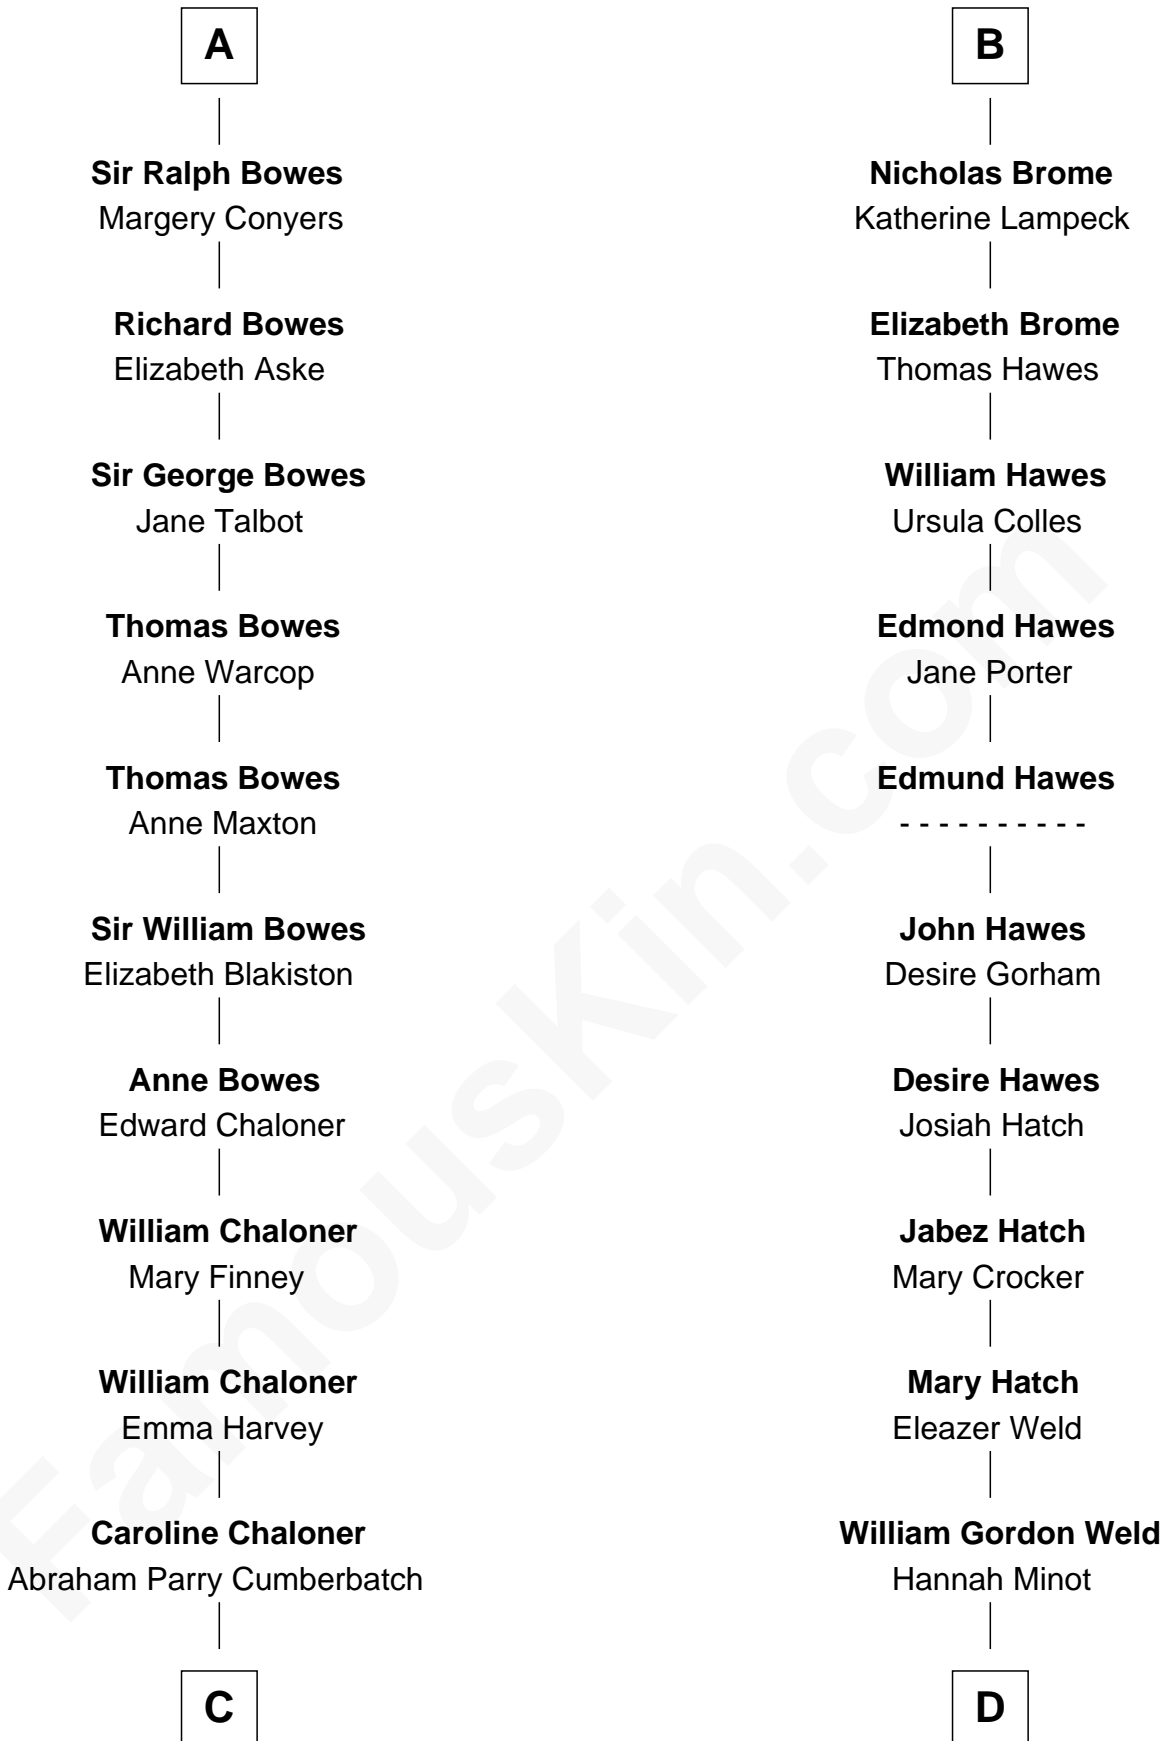 A
Sir Ralph Bowes
Margery Conyers
Richard Bowes
Elizabeth Aske
Sir George Bowes
Jane Talbot
Thomas Bowes
Anne Warcop
Thomas Bowes
Anne Maxton
Sir William Bowes
Elizabeth Blakiston
Anne Bowes
Edward Chaloner
William Chaloner
Mary Finney
William Chaloner
Emma Harvey
Caroline Chaloner
Abraham Parry Cumberbatch
C
B
Nicholas Brome
Katherine Lampeck
Elizabeth Brome
Thomas Hawes
William Hawes
Ursula Colles
Edmond Hawes
Jane Porter
Edmund Hawes
- - - - - - - - - -
John Hawes
Desire Gorham
Desire Hawes
Josiah Hatch
Jabez Hatch
Mary Crocker
Mary Hatch
Eleazer Weld
William Gordon Weld
Hannah Minot
D
FamousKin.com